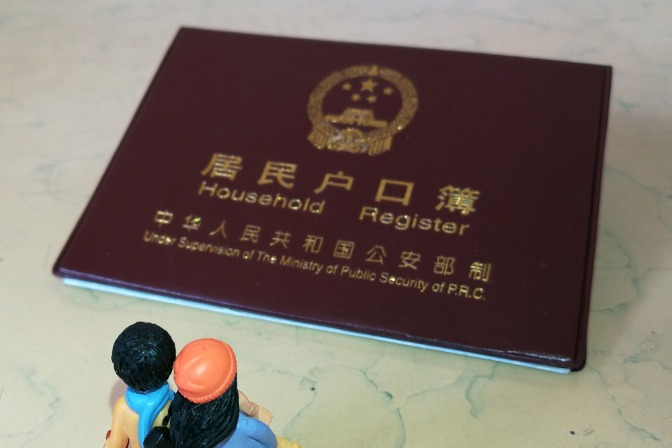 居民户口簿
Household Register
中华人民共和国公安部制
Under Supervision of The Ministry of Public Security of P.R.C.